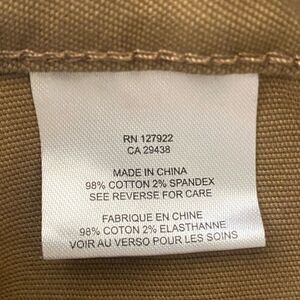 RN 127922
CA 29438
MADE IN CHINA
98% COTTON 2% SPANDEX
SEE REVERSE FOR CARE
FABRIQUE EN CHINE
98% COTTON 2% ELASTHANNE
VOIR AU VERSO POUR LES SOINS